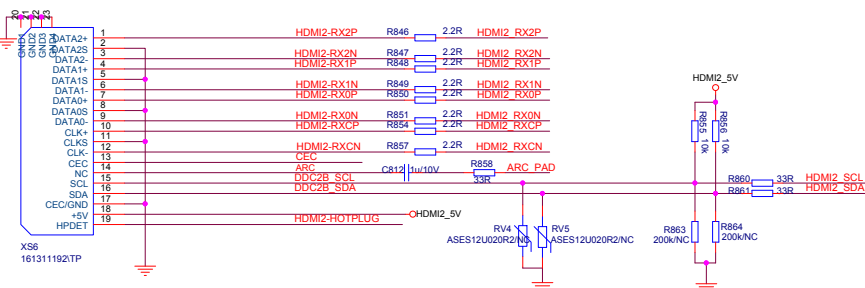 20
21
22
23
GND1
GND2
GND3
GND4
DATA2+ 1 HDMI2-RX2P R846 2.2R HDMI2_RX2P
DATA2S 2
DATA2- 3 HDMI2-RX2N R847 2.2R HDMI2_RX2N
DATA1+ 4 HDMI2-RX1P R848 HDMI2_RX1P
DATA1S 5
DATA1- 6 HDMI2-RX1N R849 2.2R HDMI2_RX1N
DATA0+ 7 HDMI2-RX0P R850 2.2R HDMI2_RX0P
DATA0S 8
DATA0- 9 HDMI2-RX0N R851 2.2R HDMI2_RX0N
CLK+ 10 HDMI2-RXCP R854 HDMI2_RXCP
CLKS 11
CLK- 12 HDMI2-RXCN R857 2.2R HDMI2_RXCN
CEC 13 CEC
NC 14 ARC C812 1u/10V R858 33R ARC_PAD
SCL 15 DDC2B_SCL R860 33R HDMI2_SCL
SDA 16 DDC2B_SDA R861 33R HDMI2_SDA
CEC/GND 17
+5V 18 HDMI2_5V
HPDET 19 HDMI2-HOTPLUG
XS6
161311192\TP
HDMI2_5V
R855 10k
R856 10k
RV4
ASES12U020R2/NC
RV5
ASES12U020R2/NC
R863
200k/NC
R864
200k/NC